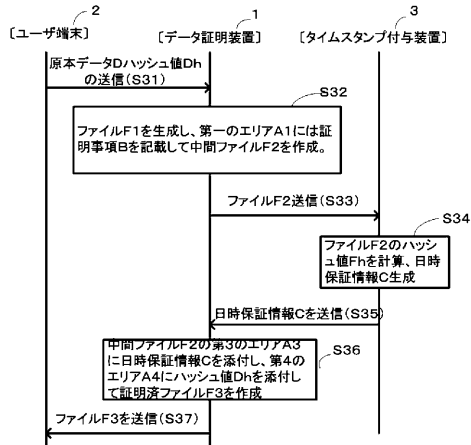 2
1
3
〔ユーザ端末〕
〔データ証明装置〕
〔タイムスタンプ付与装置〕
原本データDハッシュ値Dh
の送信(S31)
S32
ファイルF1を生成し、第一のエリアA1には証
明事項Bを記載して中間ファイルF2を作成。
ファイルF2送信(S33)
S34
ファイルF2のハッシ
ュ値Fhを計算、日時
保証情報C生成
日時保証情報Cを送信(S35)
中間ファイルF2の第3のエリアA3
に日時保証情報Cを添付し、第4の
エリアA4にハッシュ値Dhを添付し
て証明済ファイルF3を作成
S36
ファイルF3を送信(S37)